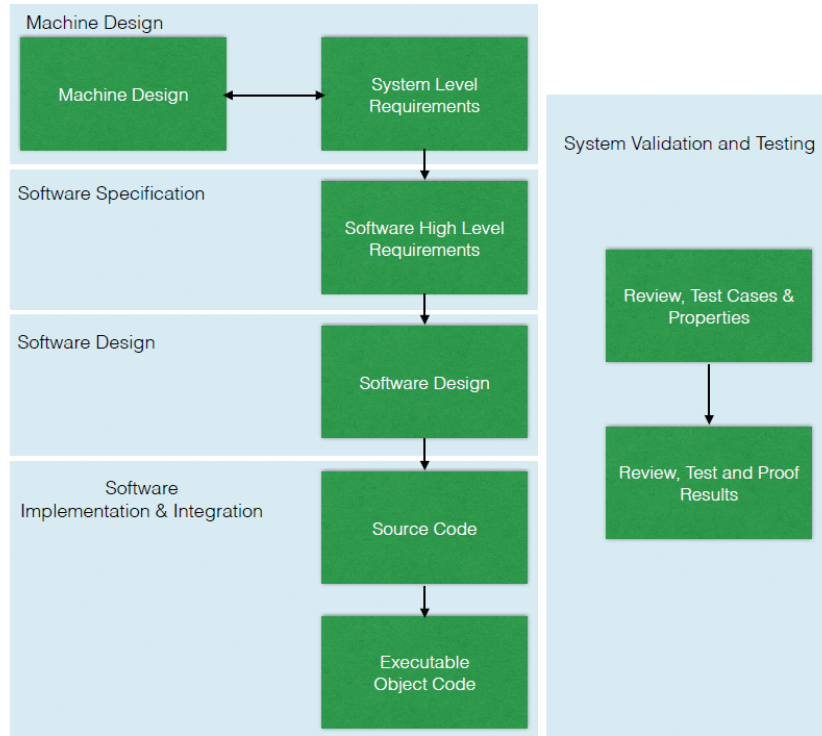 Machine Design
Machine Design
System Level
Requirements
Software Specification
Software High Level
Requirements
Software Design
Software Design
Software
Implementation & Integration
Source Code
Executable
Object Code
System Validation and Testing
Review, Test Cases &
Properties
Review, Test and Proof
Results